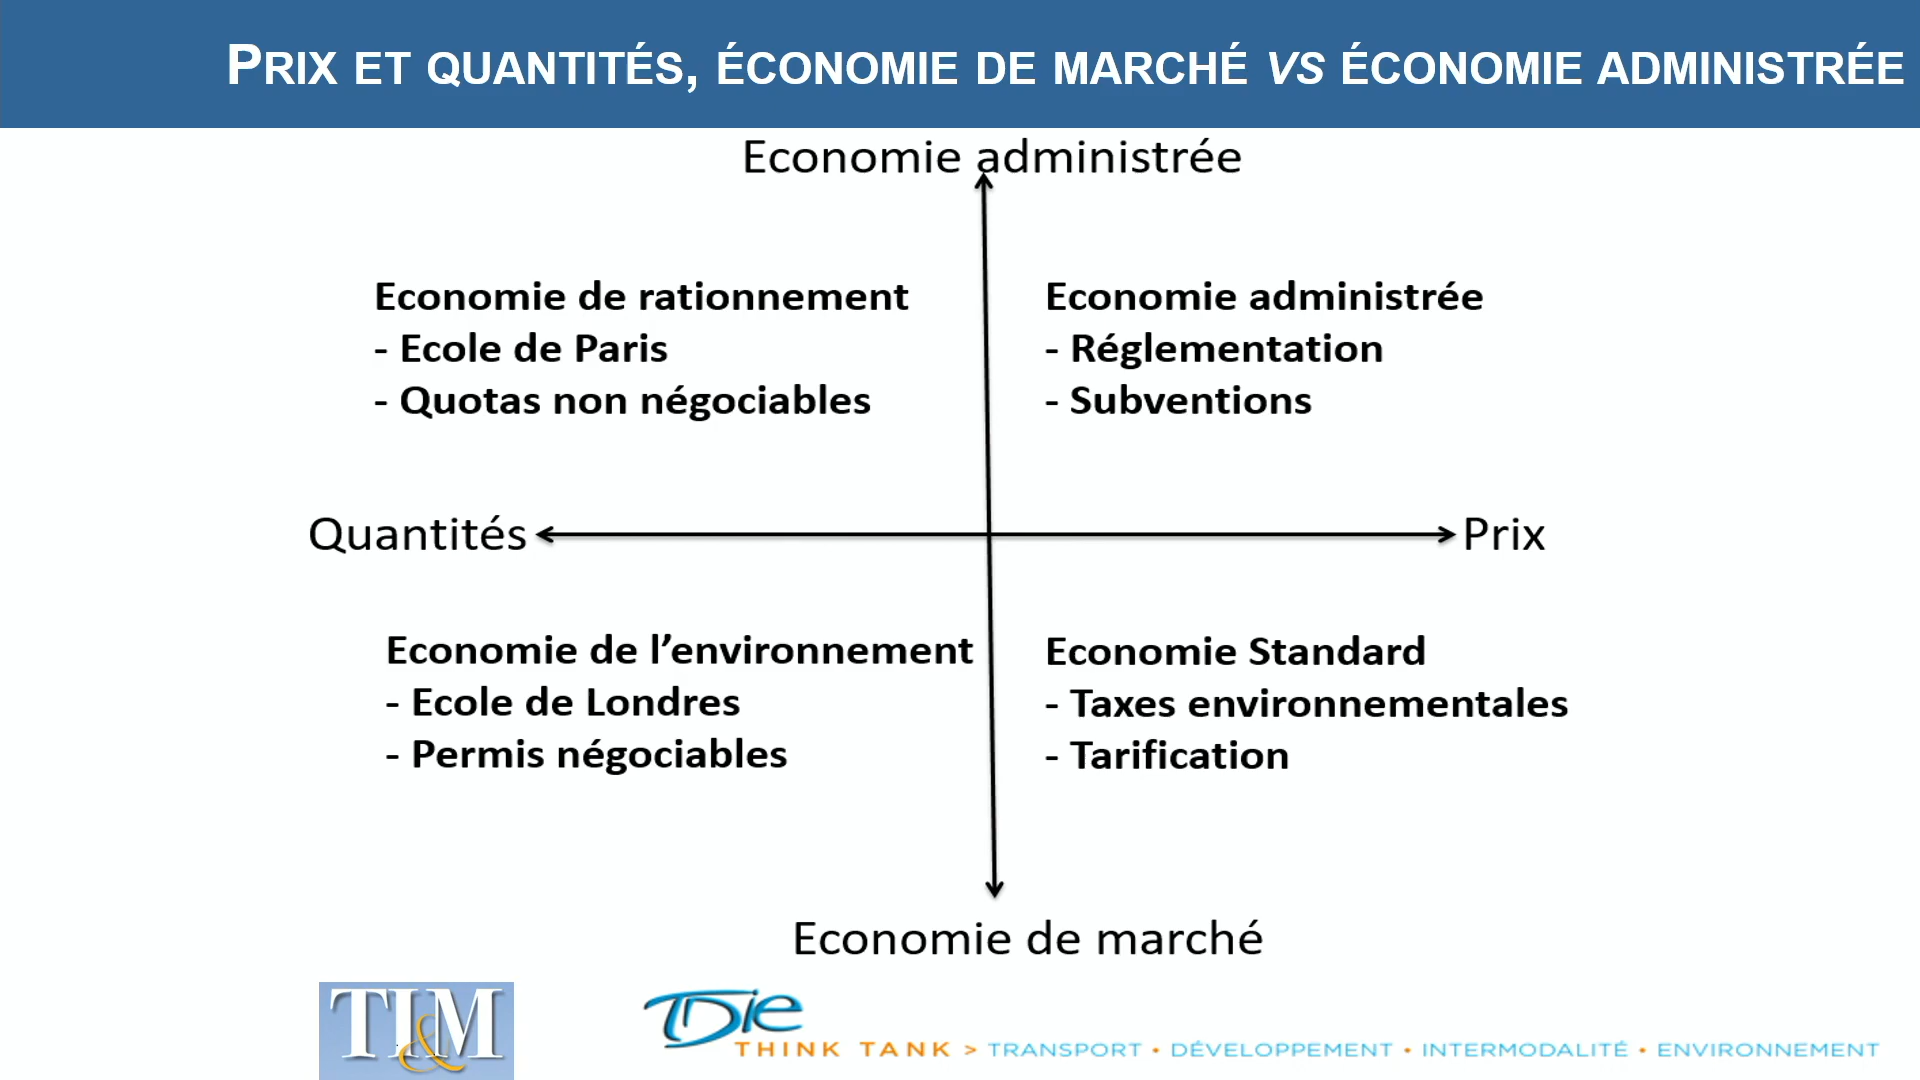 PRIX ET QUANTITÉS, ÉCONOMIE DE MARCHÉ VS ÉCONOMIE ADMINISTRÉE
Economie administrée
Economie de rationnement
- Ecole de Paris
- Quotas non négociables
Economie administrée
- Réglementation
- Subventions
Quantités
Prix
Economie de l’environnement
- Ecole de Londres
- Permis négociables
Economie Standard
- Taxes environnementales
- Tarification
Economie de marché
TI&M
TDie
THINK TANK > TRANSPORT • DÉVELOPPEMENT • INTERMODALITÉ • ENVIRONNEMENT